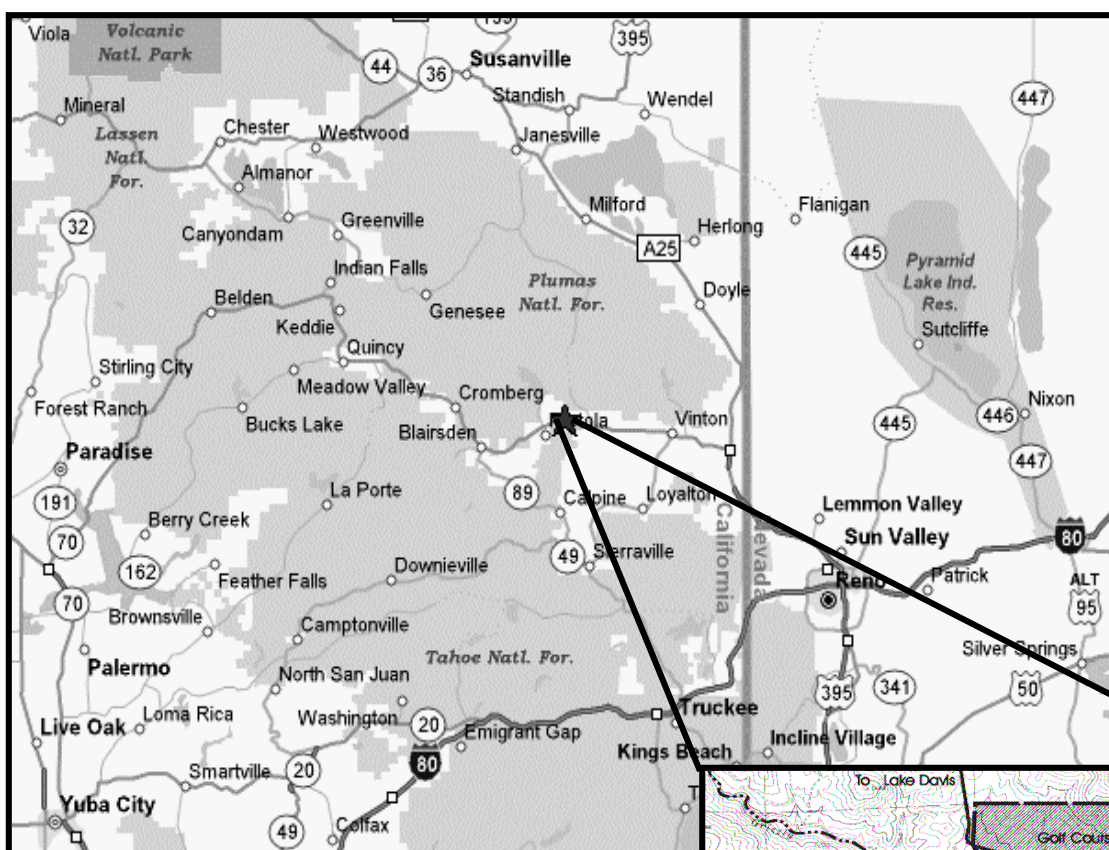 Viola
Volcanic
Natl. Park
395
44
36
Susanville
Standish
Wendel
447
Mineral
Lassen
Natl.
For.
Chester
Westwood
Janesville
Almanor
Milford
Flanigan
32
Canyondam
Greenville
Herlong
A25
445
Pyramid
Lake Ind.
Res.
Indian Falls
Plumas
Natl. For.
Doyle
Belden
Genesee
Keddie
Sutcliffe
Quincy
Stirling City
Meadow Valley
Cromberg
Forest Ranch
Bucks Lake
Vinton
446
Nixon
445
Blairsden
Paradise
447
89
191
La Porte
Calpine
Loyalton
Lemmon Valley
70
Berry Creek
California
Nevada
Sun Valley
80
49
Sierraville
162
Feather Falls
Downieville
Reno
Patrick
ALT
95
70
Brownsville
Camptonville
Tahoe Natl. For.
Silver Springs
Palermo
North San Juan
395
341
50
Live Oak
Loma Rica
Washington
20
Truckee
Emigrant Gap
Kings Beach
Incline Village
20
80
Smartville
To Lake Davis
Yuba City
49
Colfax
Golf Cours